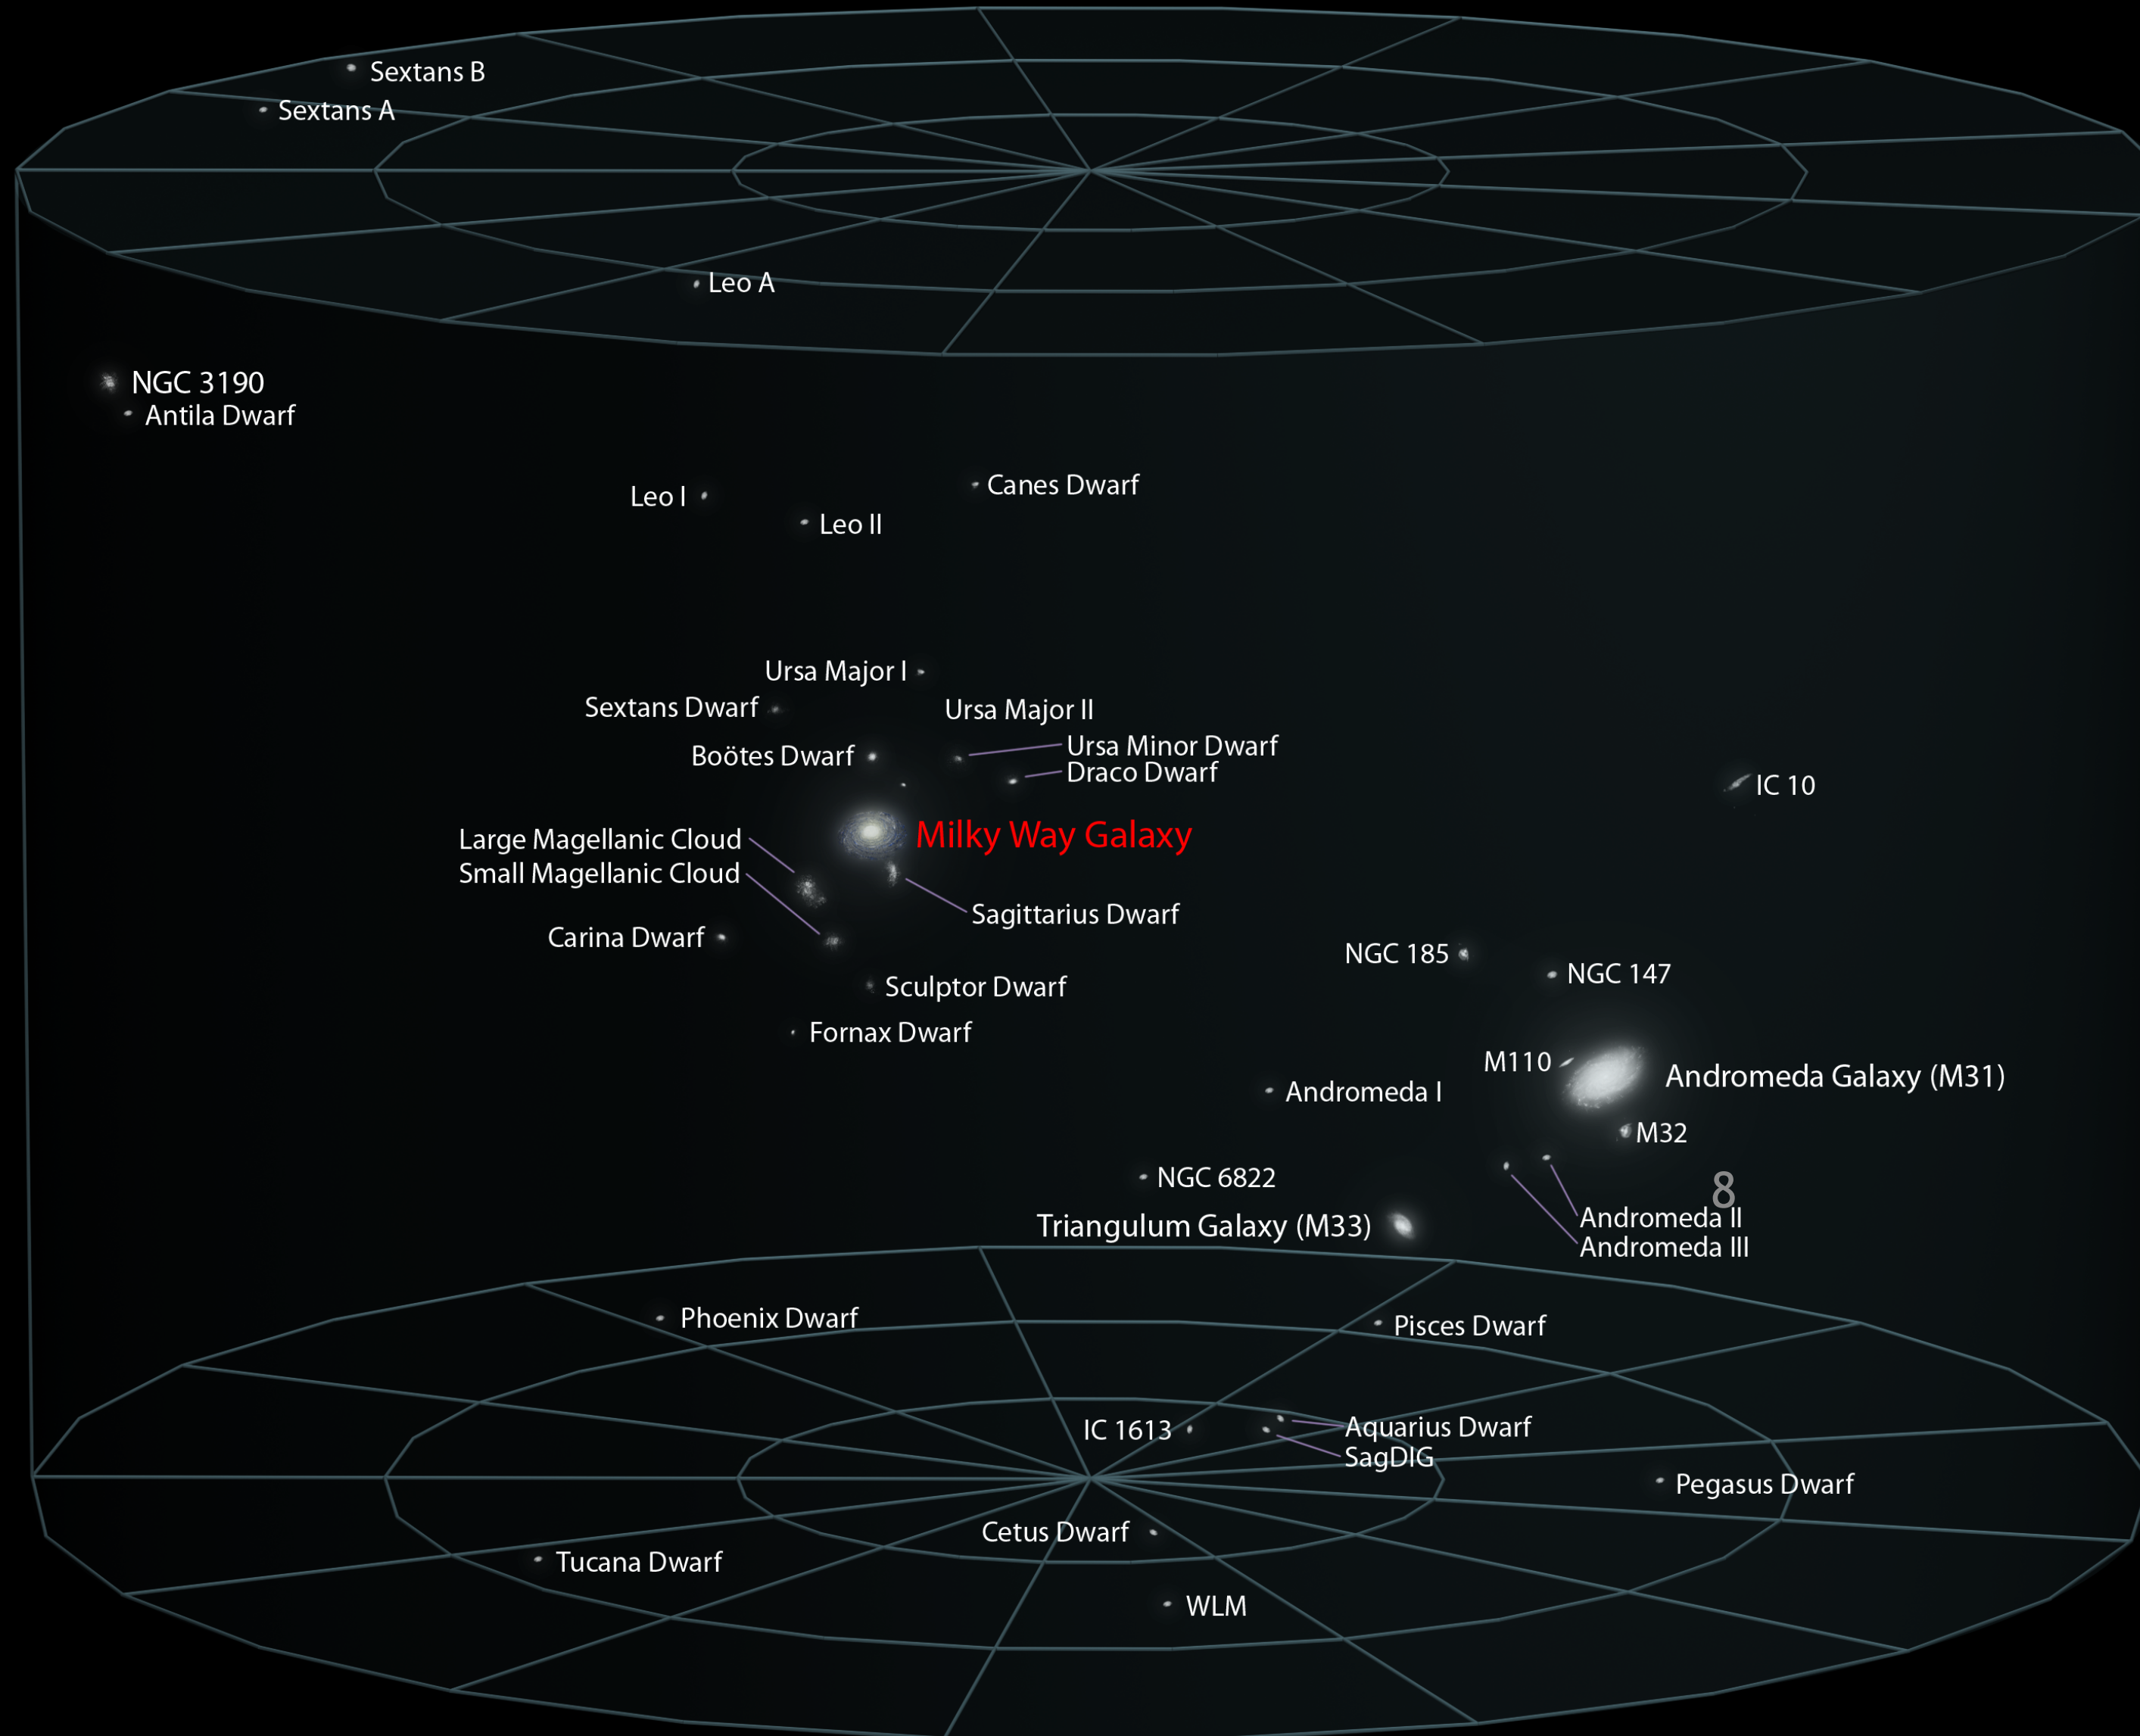 Sextans B
Sextans A
Leo A
NGC 3190
Antila Dwarf
Canes Dwarf
Leo I
Leo II
Ursa Major I
Sextans Dwarf
Ursa Major II
Ursa Minor Dwarf
Boötes Dwarf
Draco Dwarf
IC 10
Milky Way Galaxy
Large Magellanic Cloud
Small Magellanic Cloud
Sagittarius Dwarf
Carina Dwarf
NGC 185
NGC 147
Sculptor Dwarf
Fornax Dwarf
M110
Andromeda Galaxy (M31)
Andromeda I
M32
NGC 6822
8
Andromeda II
Triangulum Galaxy (M33)
Andromeda III
Phoenix Dwarf
Pisces Dwarf
Aquarius Dwarf
IC 1613
SagDIG
Pegasus Dwarf
Cetus Dwarf
Tucana Dwarf
WLM